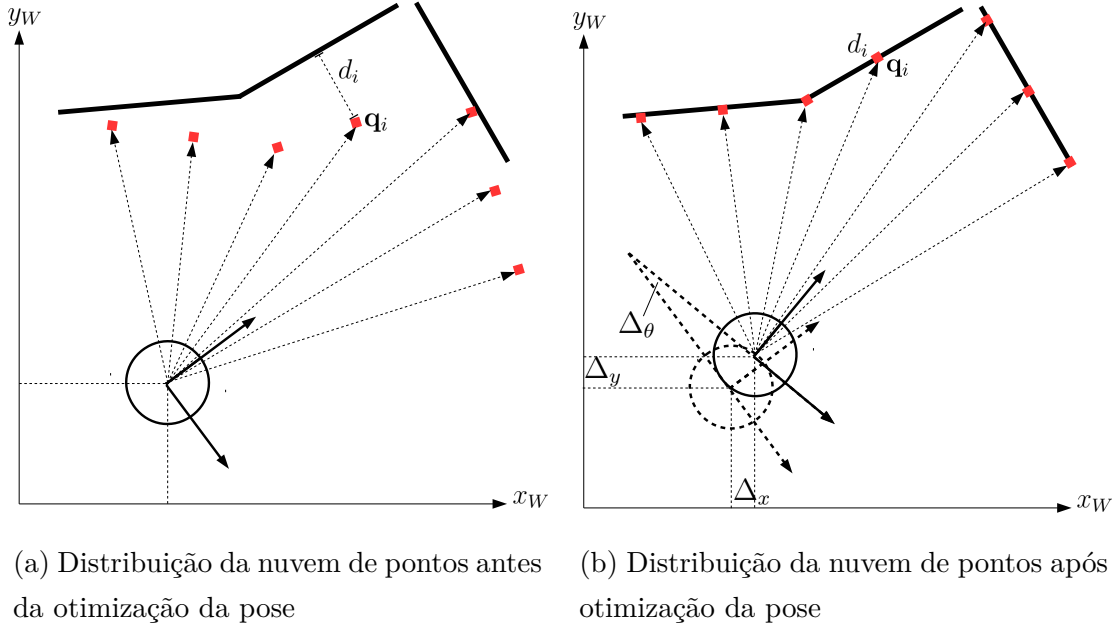 y_W
d_i
q_i
x_W
(a) Distribuição da nuvem de pontos antes
da otimização da pose
y_W
d_i
q_i
Δ_θ
Δ_y
Δ_x
x_W
(b) Distribuição da nuvem de pontos após
otimização da pose